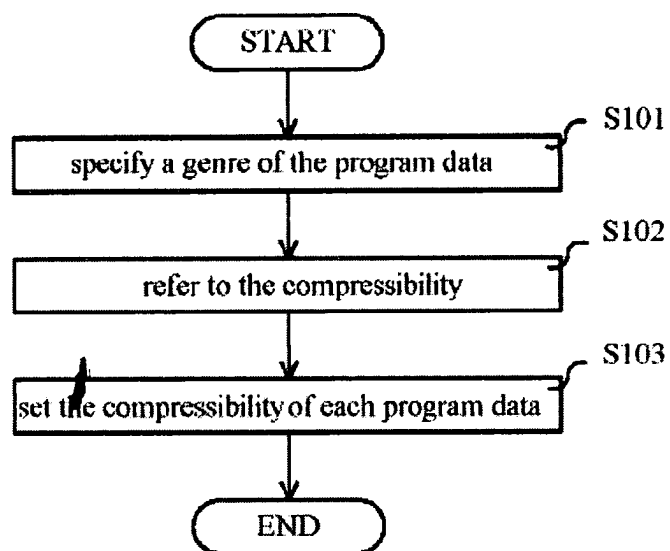 START
S101
specify a genre of the program data
S102
refer to the compressibility
S103
set the compressibility of each program data
END